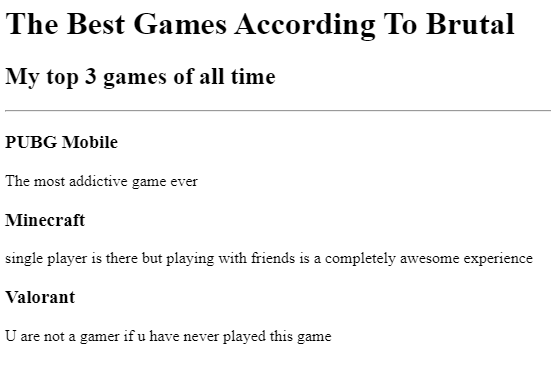 The Best Games According To Brutal
My top 3 games of all time
PUBG Mobile
The most addictive game ever
Minecraft
single player is there but playing with friends is a completely awesome experience
Valorant
U are not a gamer if u have never played this game